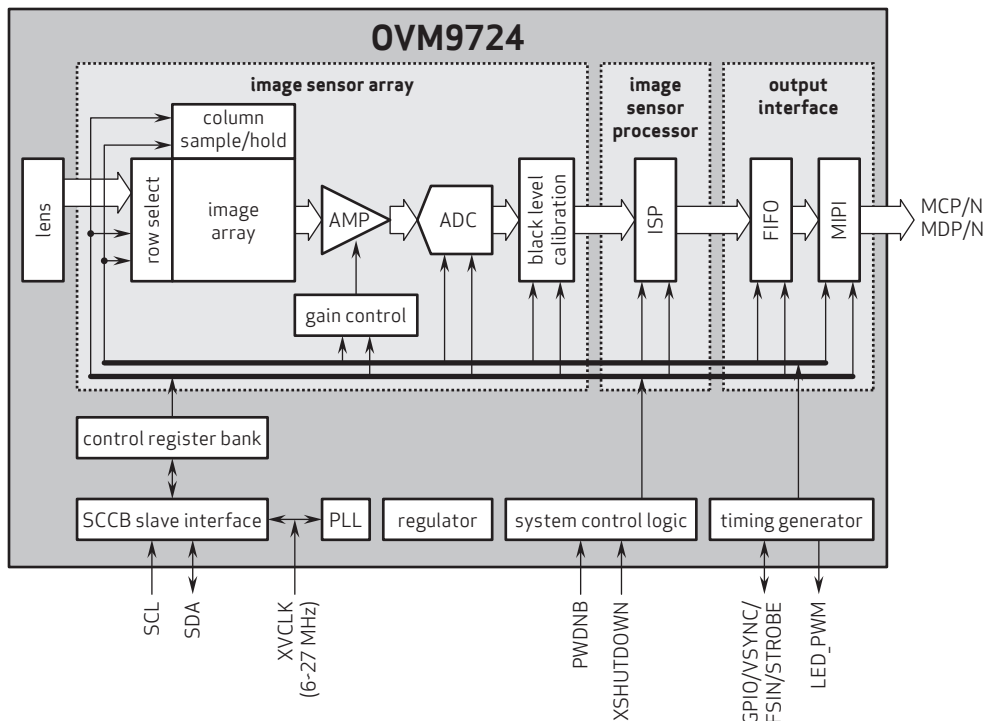 OVM9724
image sensor array
image
sensor
processor
output
interface
column
sample/hold
lens
row select
image
array
AMP
ADC
black level
calibration
ISP
FIFO
MIPI
MCP/N
MDP/N
gain control
control register bank
SCCB slave interface
PLL
regulator
system control logic
timing generator
SCL
SDA
XVCLK
(6-27 MHz)
PWDNB
XSHUTDOWN
GPIO/VSYNC/
FSIN/STROBE
LED_PWM